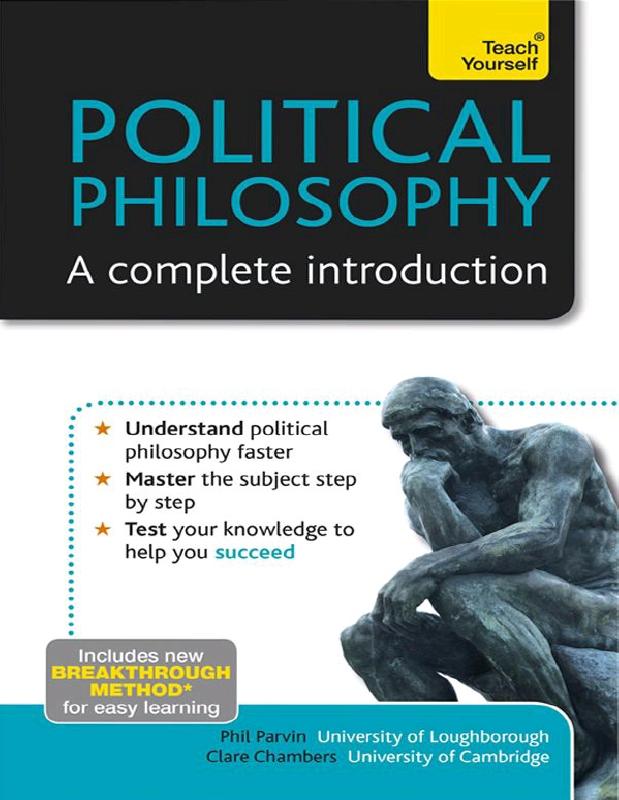 Teach®
Yourself
POLITICAL
PHILOSOPHY
A complete introduction
★ Understand political
philosophy faster
★ Master the subject step
by step
★ Test your knowledge to
help you succeed
Includes new
BREAKTHROUGH
METHOD*
for easy learning
Phil Parvin University of Loughborough
Clare Chambers University of Cambridge